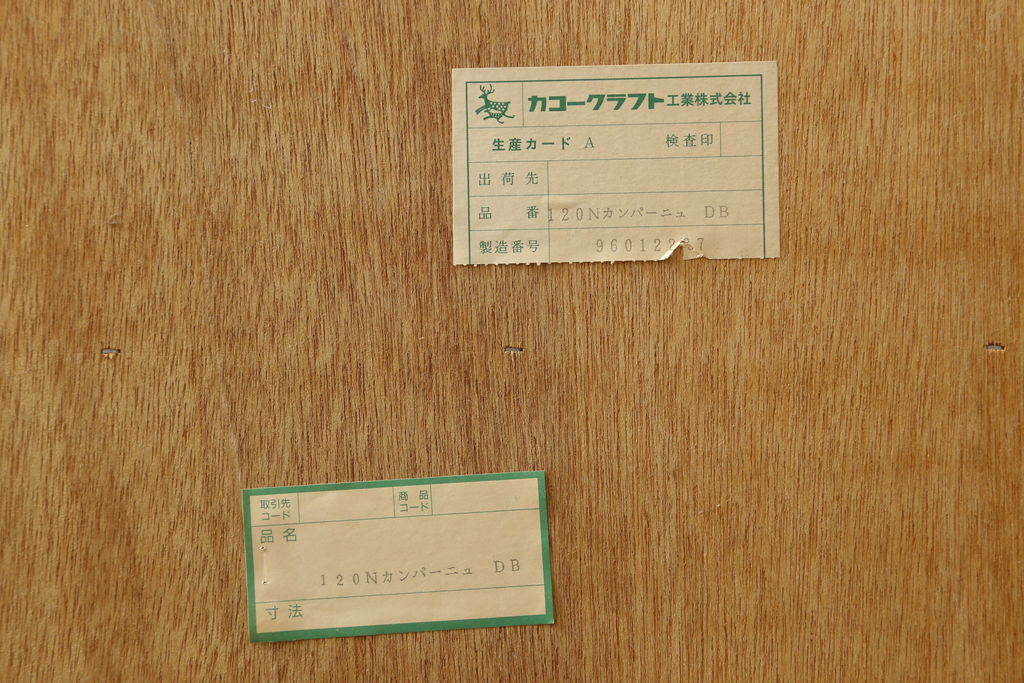 カコークラフト工業株式会社
生産カード A 検査印
出荷先
品番 120Nカンパーニュ DB
製造番号
取引先コード 商品コード
品名
120Nカンパーニュ DB
寸法